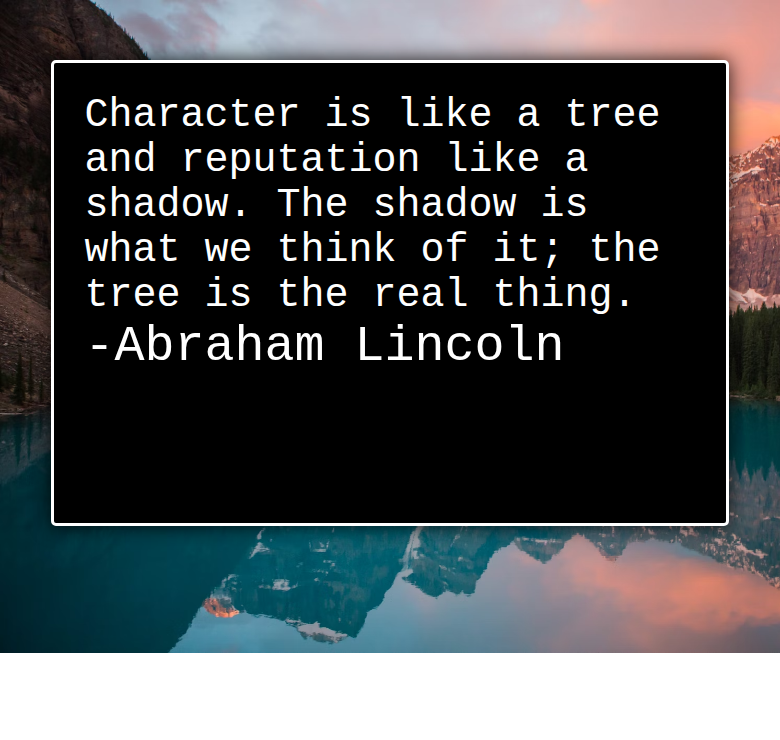 Character is like a tree
and reputation like a
shadow. The shadow is
what we think of it; the
tree is the real thing.
-Abraham Lincoln